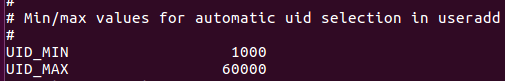 #
# Min/max values for automatic uid selection in useradd
#
UID_MIN 1000
UID_MAX 60000